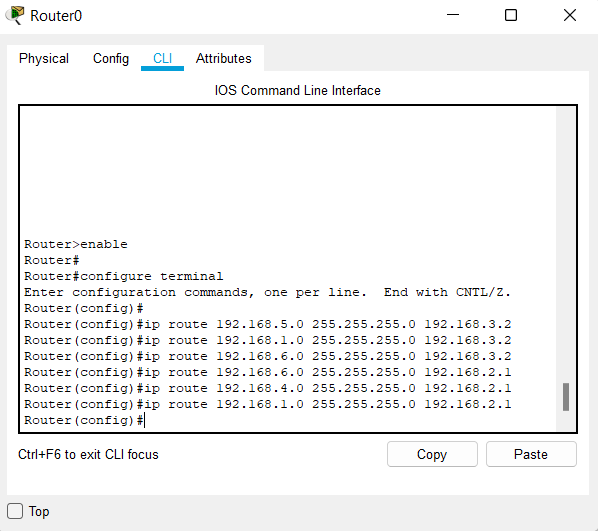 Router0
Physical Config CLI Attributes
IOS Command Line Interface
Router>enable
Router#
Router#configure terminal
Enter configuration commands, one per line.  End with CNTL/Z.
Router(config)#
Router(config)#ip route 192.168.5.0 255.255.255.0 192.168.3.2
Router(config)#ip route 192.168.1.0 255.255.255.0 192.168.3.2
Router(config)#ip route 192.168.6.0 255.255.255.0 192.168.3.2
Router(config)#ip route 192.168.6.0 255.255.255.0 192.168.2.1
Router(config)#ip route 192.168.4.0 255.255.255.0 192.168.2.1
Router(config)#ip route 192.168.1.0 255.255.255.0 192.168.2.1
Router(config)#
Ctrl+F6 to exit CLI focus Copy Paste
Top